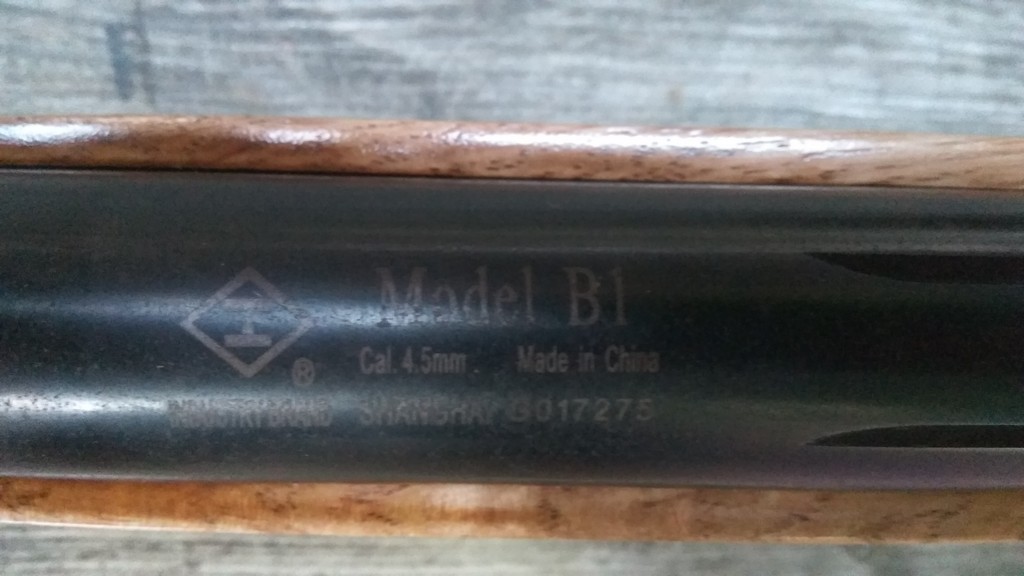 Model B1
Cal. 4.5mm. Made in China
®
INDUSTRY BRAND SHANGHAI G017275